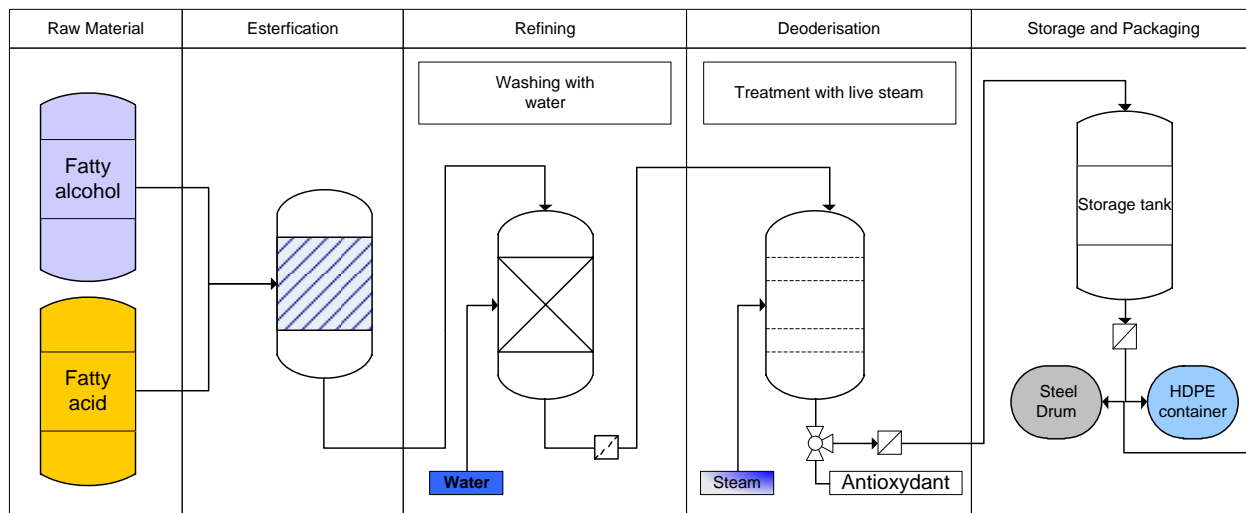 Raw Material
Esterfication
Refining
Deoderisation
Storage and Packaging
Washing with
water
Treatment with live steam
Fatty
alcohol
Fatty
acid
Storage tank
Steel
Drum
HDPE
container
Water
Steam
Antioxydant